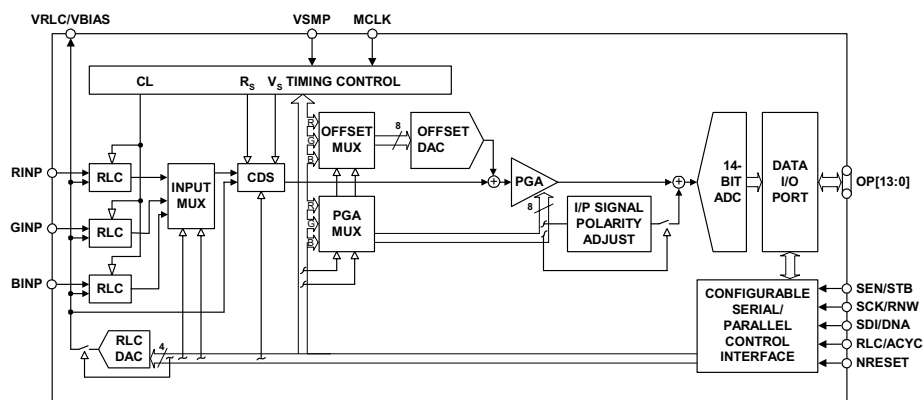 VRLC/VBIAS VSMP MCLK
CL RS VS TIMING CONTROL
R
G
B
OFFSET
MUX
8
OFFSET
DAC
RINP
RLC
INPUT
MUX
CDS
PGA
14-
BIT
ADC
DATA
I/O
PORT
OP[13:0]
8
R
G
B
PGA
MUX
I/P SIGNAL
POLARITY
ADJUST
GINP
RLC
BINP
RLC
RLC
DAC
4
CONFIGURABLE
SERIAL/
PARALLEL
CONTROL
INTERFACE
SEN/STB
SCK/RNW
SDI/DNA
RLC/ACYC
NRESET